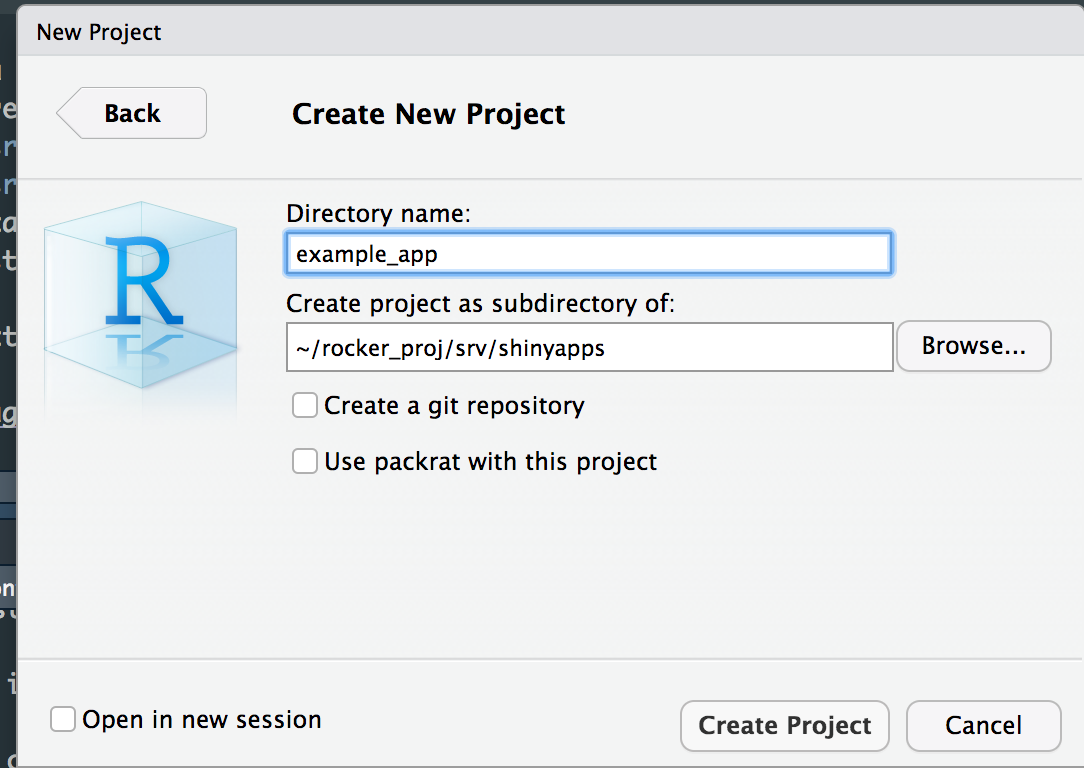 New Project
Back
Create New Project
R
Directory name:
example_app
Create project as subdirectory of:
~/rocker_proj/srv/shinyapps
Browse...
Create a git repository
Use packrat with this project
Open in new session
Create Project
Cancel